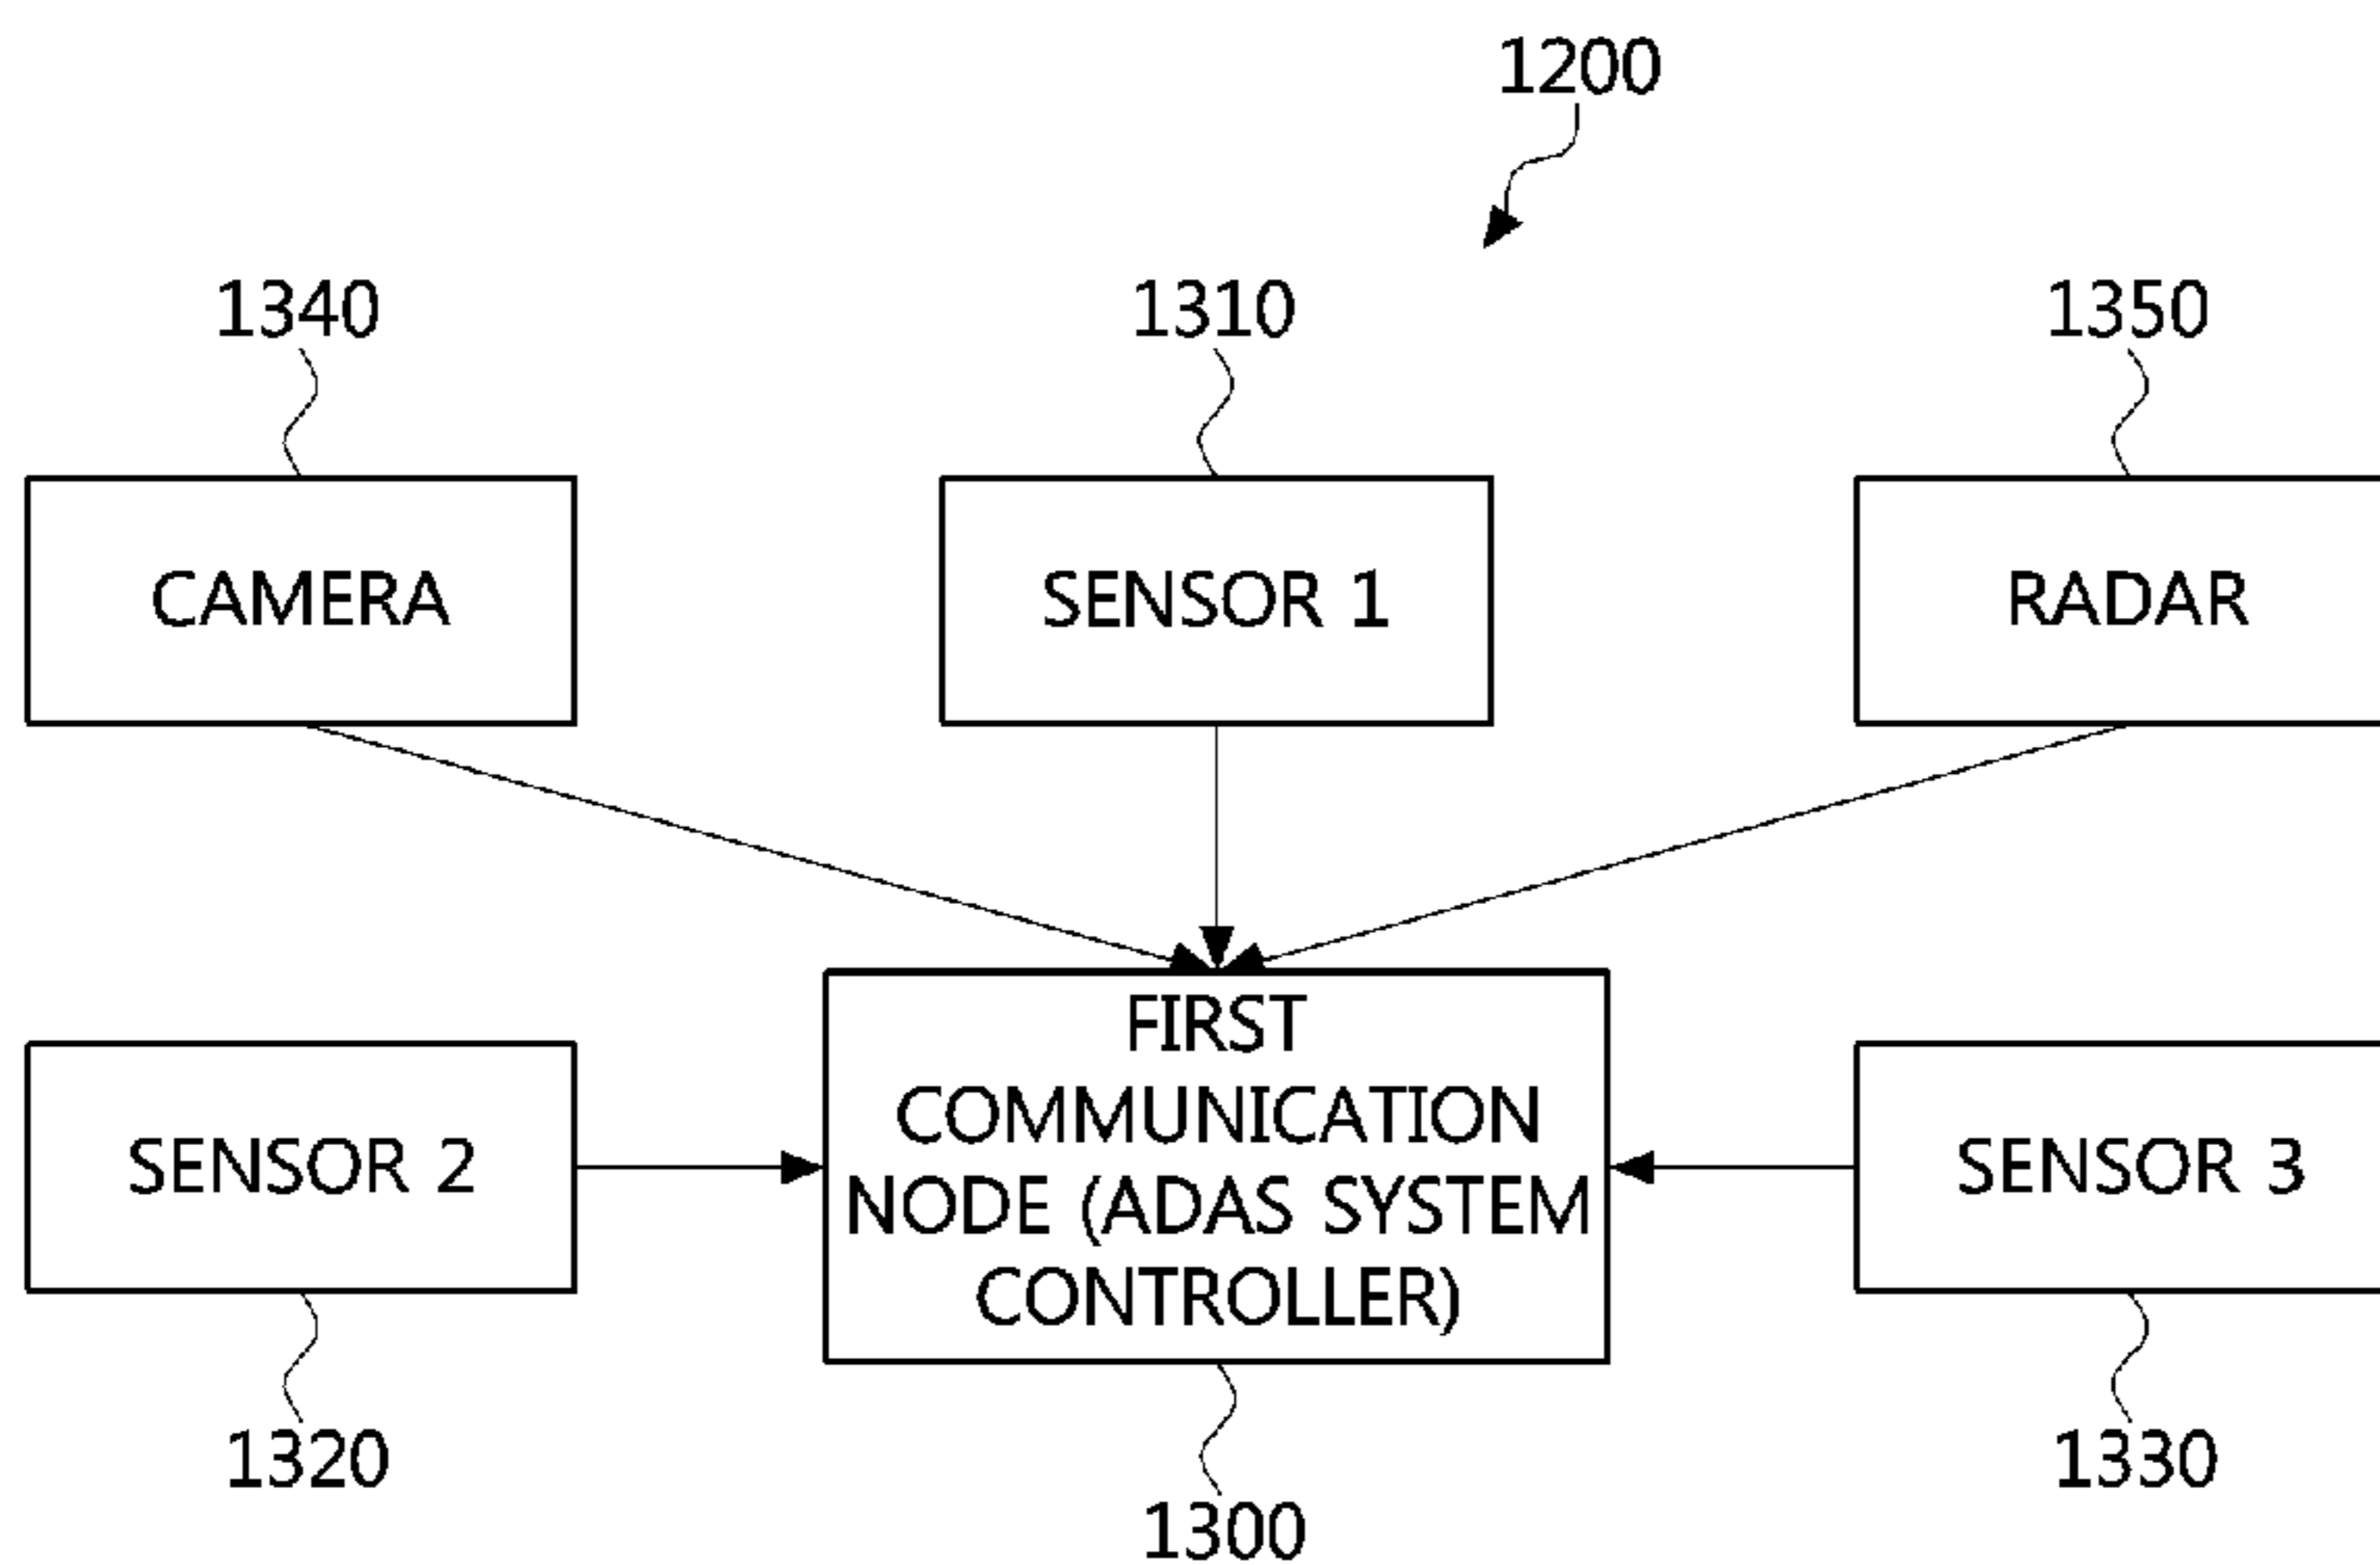 1200
1340
1310
1350
CAMERA
SENSOR 1
RADAR
FIRST
COMMUNICATION
NODE (ADAS SYSTEM
CONTROLLER)
SENSOR 2
SENSOR 3
1320
1300
1330